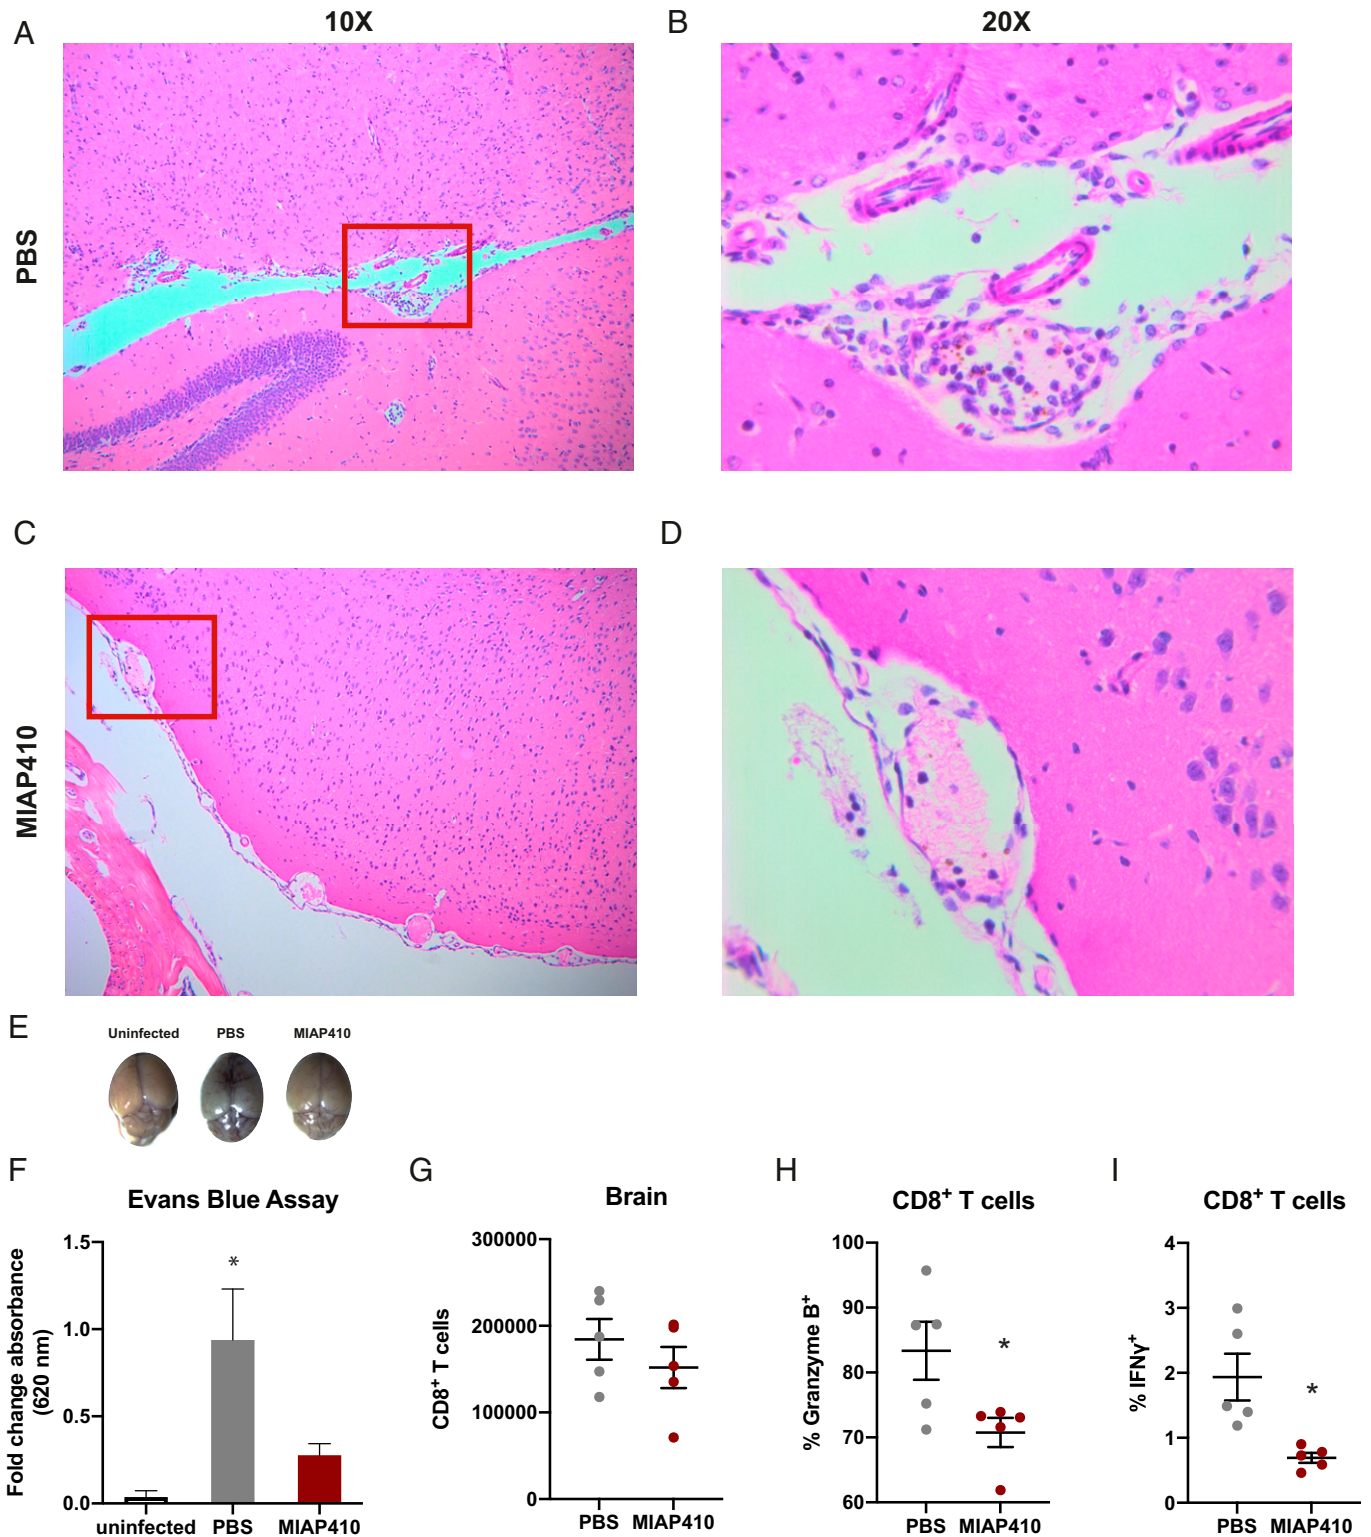 A
10X
B
20X
PBS
C
D
MIAP410
E
Uninfected
PBS
MIAP410
F
Evans Blue Assay
Fold change absorbance
(620 nm)
1.5
1.0
0.5
0.0
*
uninfected
PBS
MIAP410
G
Brain
CD8+ T cells
300000
200000
100000
0
PBS
MIAP410
H
CD8+ T cells
% Granzyme B+
100
90
80
70
60
*
PBS
MIAP410
I
CD8+ T cells
% IFNγ+
4
3
2
1
0
*
PBS
MIAP410